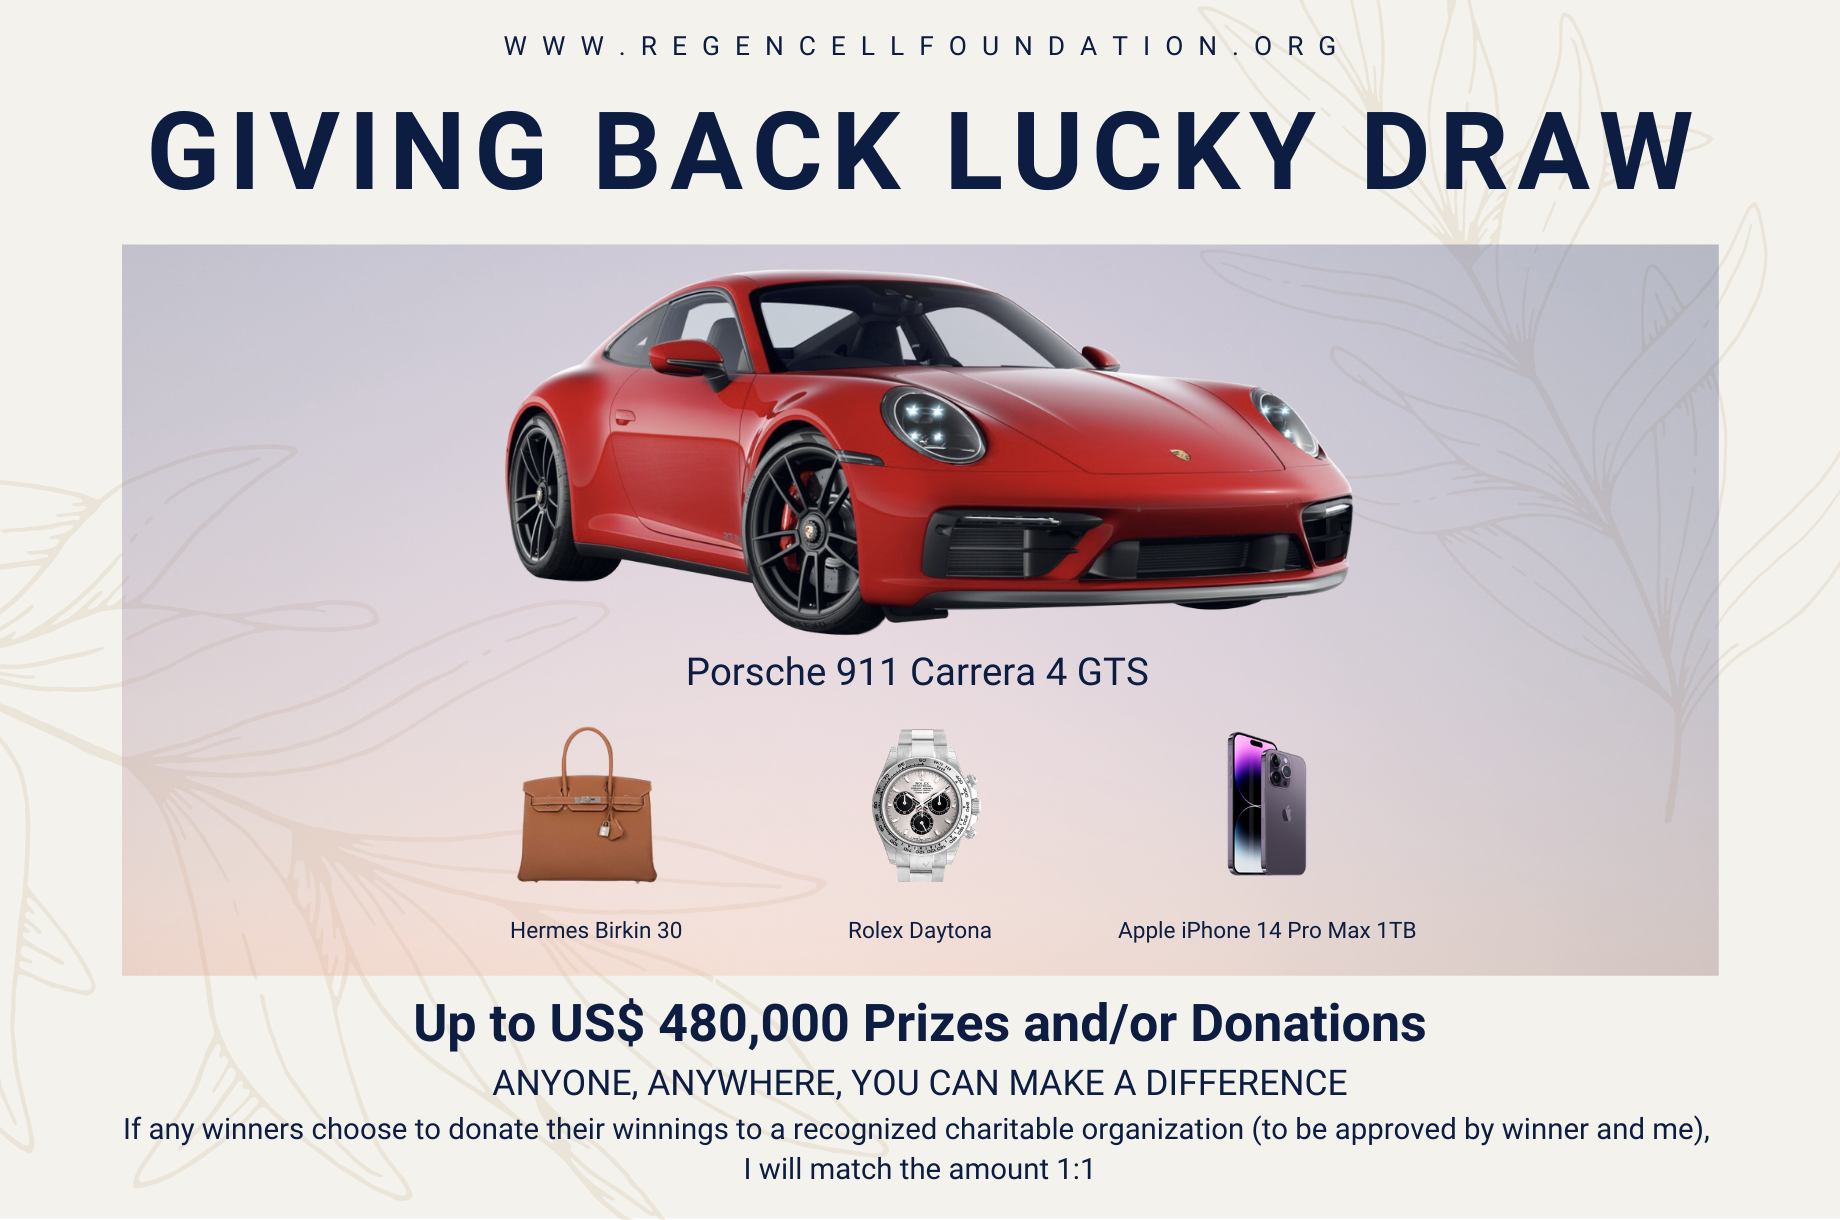 WWW.REGENCELLFOUNDATION.ORG
GIVING BACK LUCKY DRAW
Porsche 911 Carrera 4 GTS
Hermes Birkin 30
Rolex Daytona
Apple iPhone 14 Pro Max 1TB
Up to US$ 480,000 Prizes and/or Donations
ANYONE, ANYWHERE, YOU CAN MAKE A DIFFERENCE
If any winners choose to donate their winnings to a recognized charitable organization (to be approved by winner and me),
I will match the amount 1:1